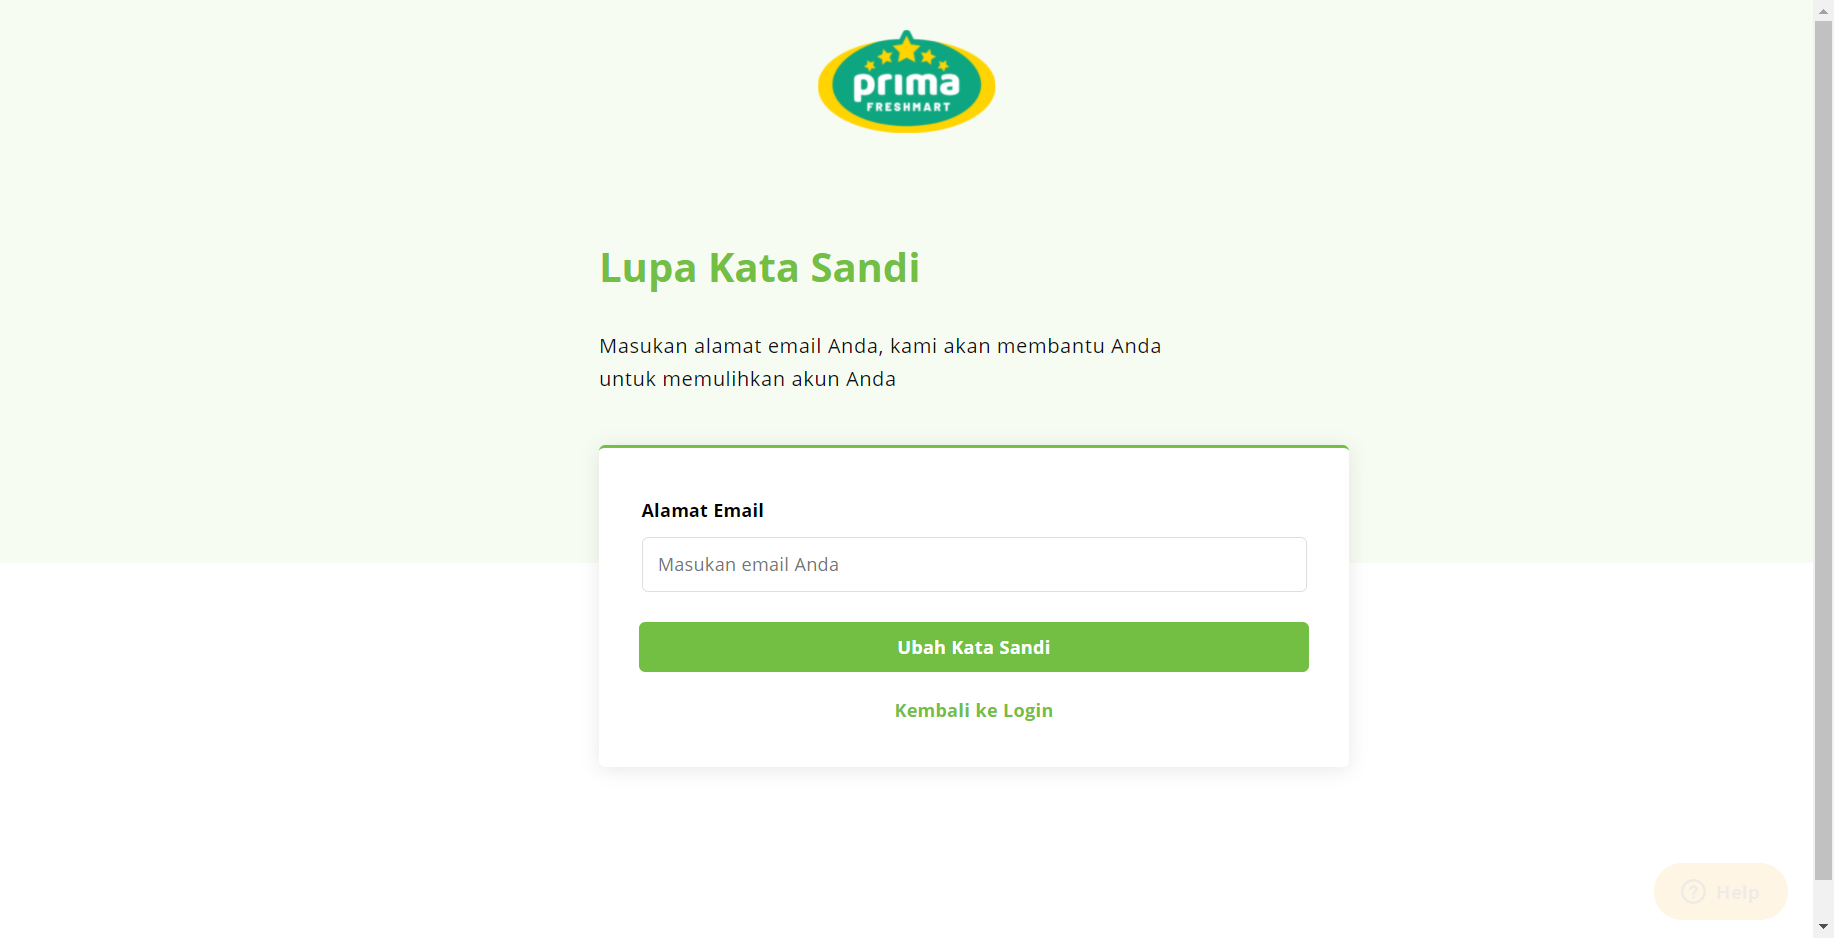 prima
FRESHMART
Lupa Kata Sandi
Masukan alamat email Anda, kami akan membantu Anda
untuk memulihkan akun Anda
Alamat Email
Masukan email Anda
Ubah Kata Sandi
Kembali ke Login
Help